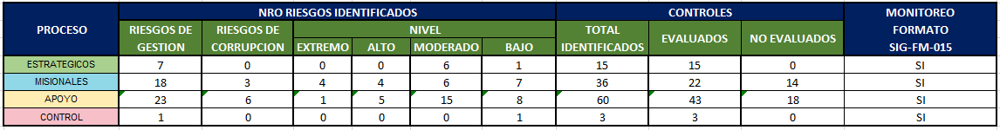 PROCESO NRO RIESGOS IDENTIFICADOS CONTROLES MONITOREO FORMATO SIG-FM-015
RIESGOS DE GESTION RIESGOS DE CORRUPCION NIVEL TOTAL IDENTIFICADOS EVALUADOS NO EVALUADOS
EXTREMO ALTO MODERADO BAJO
ESTRATEGICOS 7 0 0 0 6 1 15 15 0 SI
MISIONALES 18 3 4 4 6 7 36 22 14 SI
APOYO 23 6 1 5 15 8 60 43 18 SI
CONTROL 1 0 0 0 0 1 3 3 0 SI